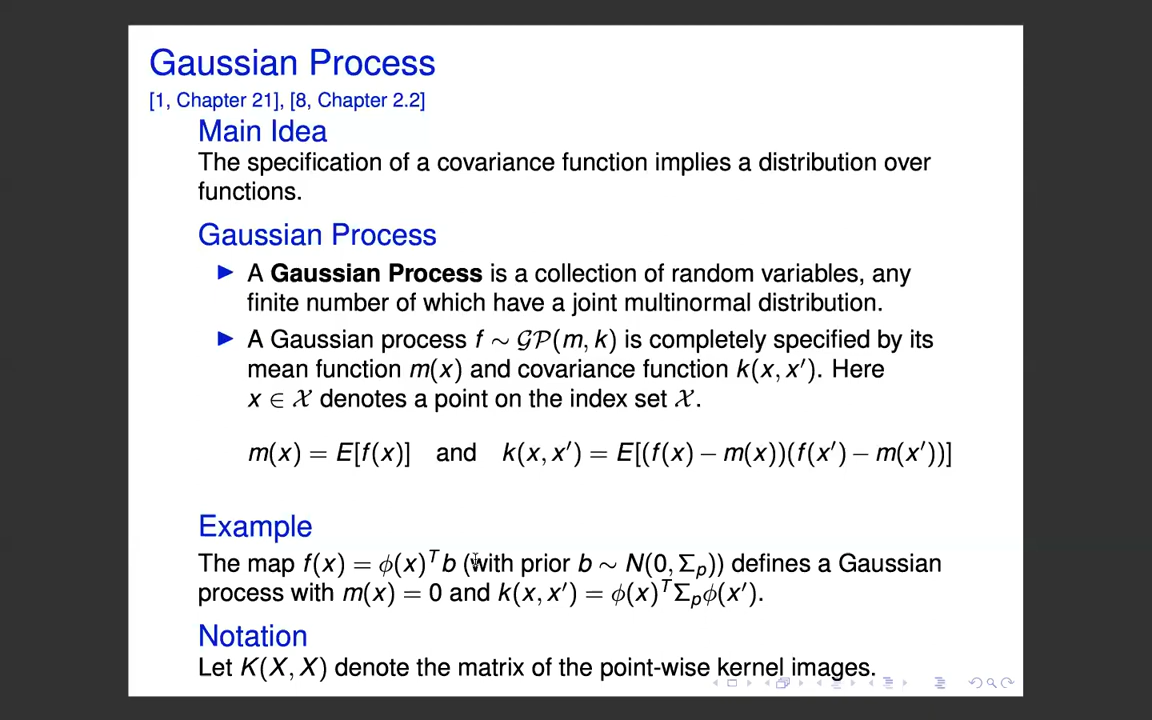 Gaussian Process
[1, Chapter 21], [8, Chapter 2.2]
Main Idea
The specification of a covariance function implies a distribution over
functions.
Gaussian Process
▶ A Gaussian Process is a collection of random variables, any
finite number of which have a joint multinormal distribution.
▶ A Gaussian process f ∼ 𝒢𝒫(m, k) is completely specified by its
mean function m(x) and covariance function k(x, x′). Here
x ∈ 𝒳 denotes a point on the index set 𝒳.
m(x) = E[f(x)] and k(x, x′) = E[(f(x) − m(x))(f(x′) − m(x′))]
Example
The map f(x) = ϕ(x)ᵀb (with prior b ∼ N(0, Σₚ)) defines a Gaussian
process with m(x) = 0 and k(x, x′) = ϕ(x)ᵀΣₚϕ(x′).
Notation
Let K(X, X) denote the matrix of the point-wise kernel images.